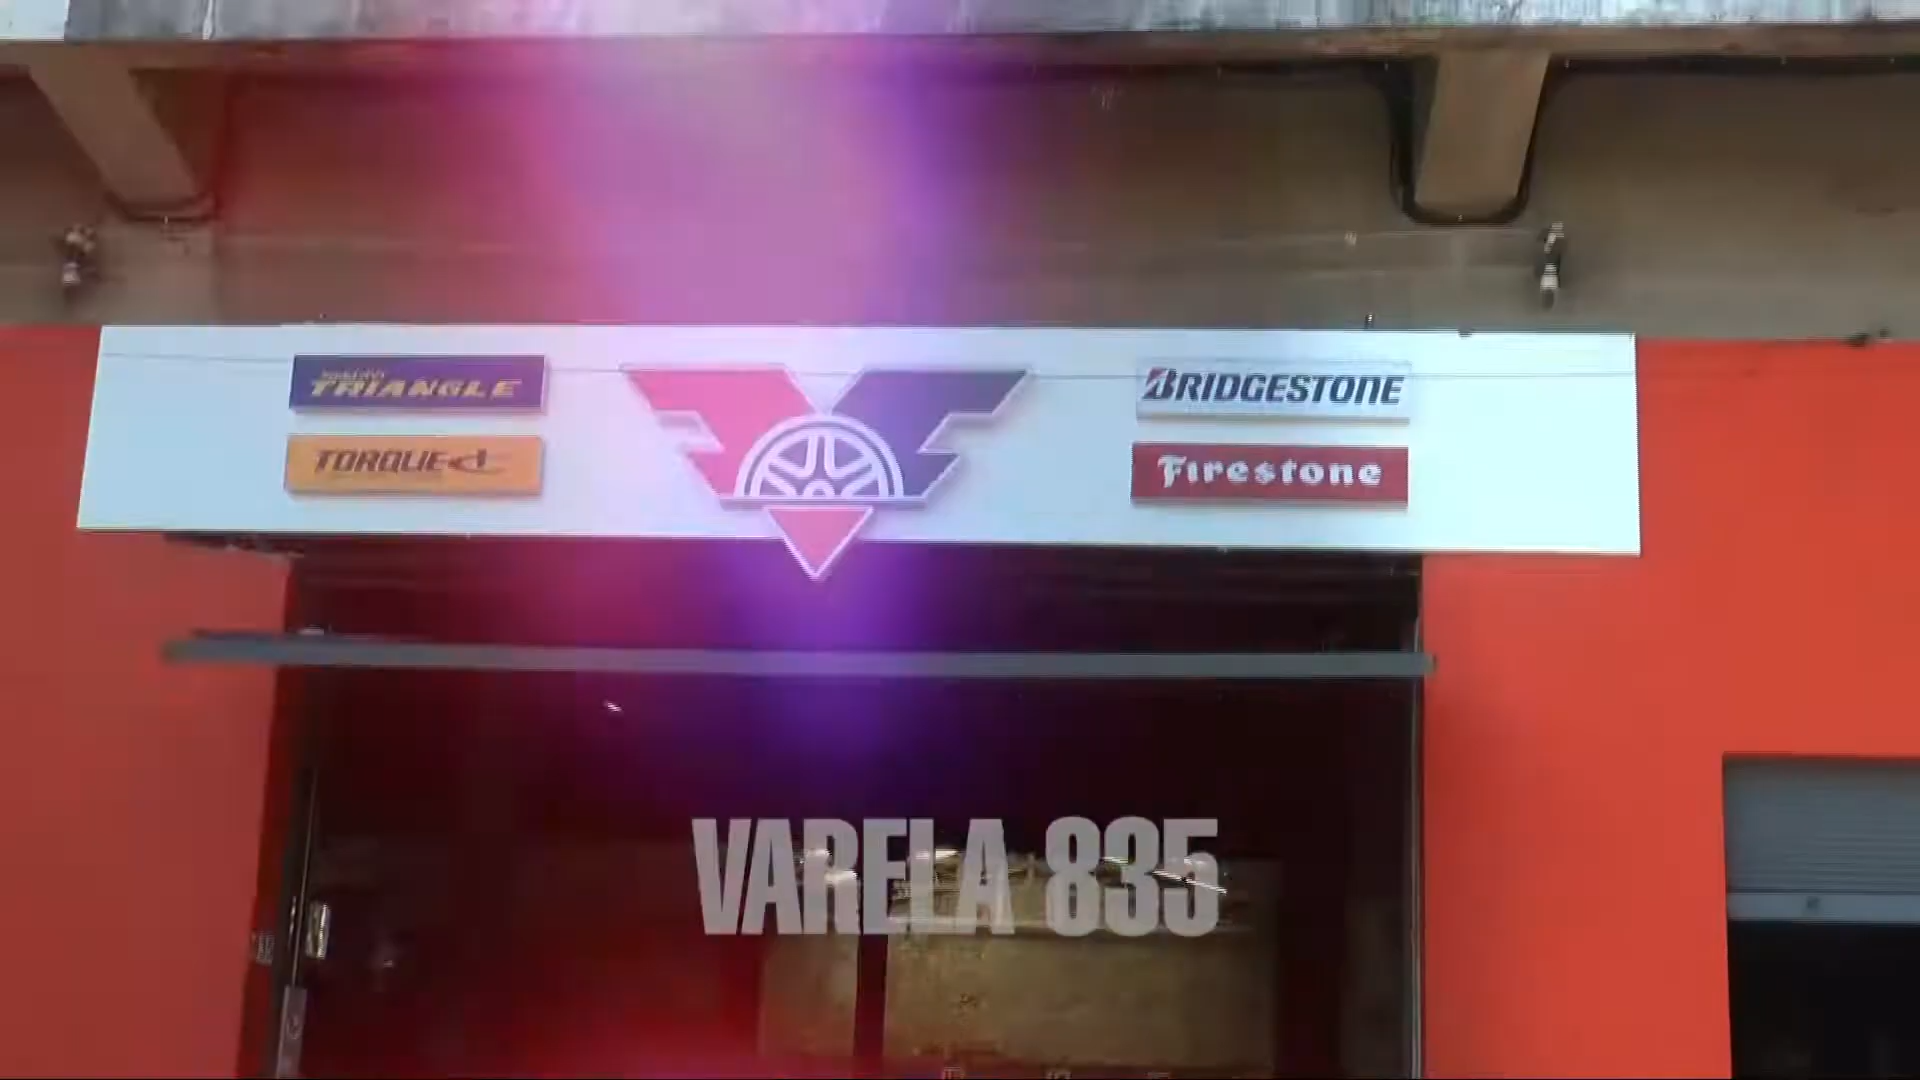 TRIANGLE
TORQUE
BRIDGESTONE
Firestone
VARELA 835